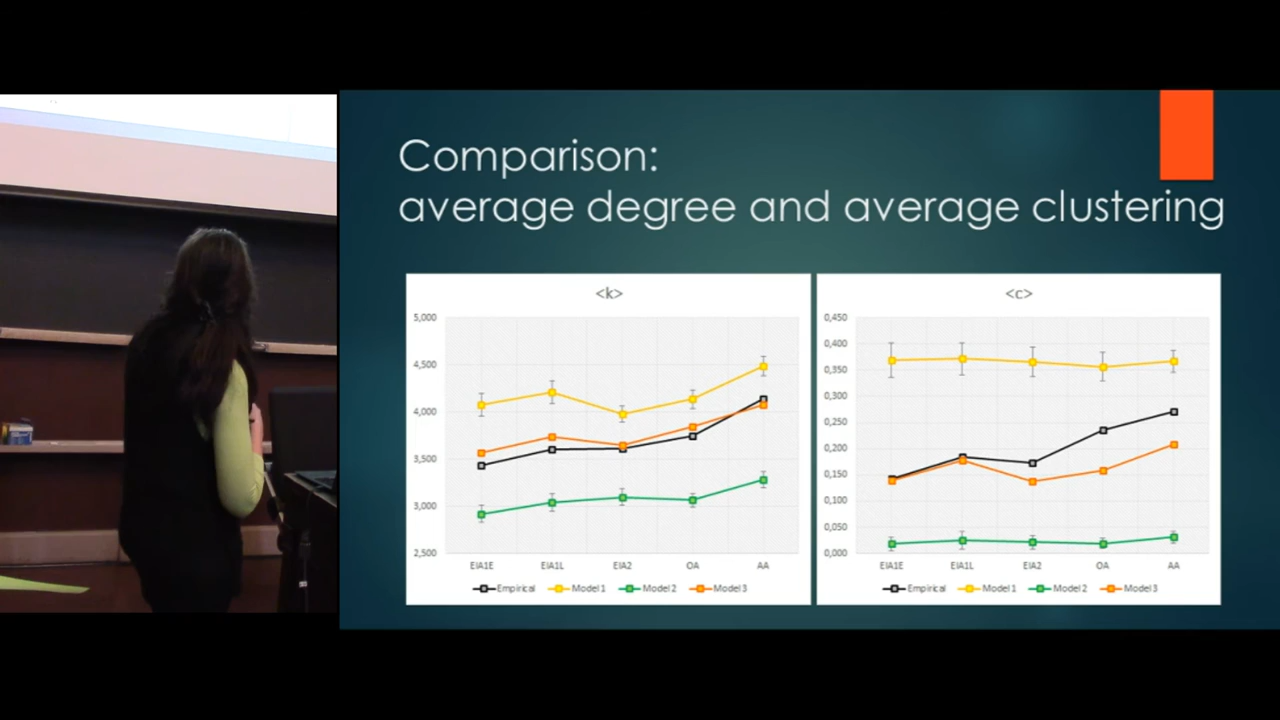 Comparison:
average degree and average clustering
<k>
5,000
4,500
4,000
3,500
3,000
2,500
EIA1E EIA1L EIA2 OA AA
Empirical Model 1 Model 2 Model 3
<c>
0,450
0,400
0,350
0,300
0,250
0,200
0,150
0,100
0,050
0,000
EIA1E EIA1L EIA2 OA AA
Empirical Model 1 Model 2 Model 3